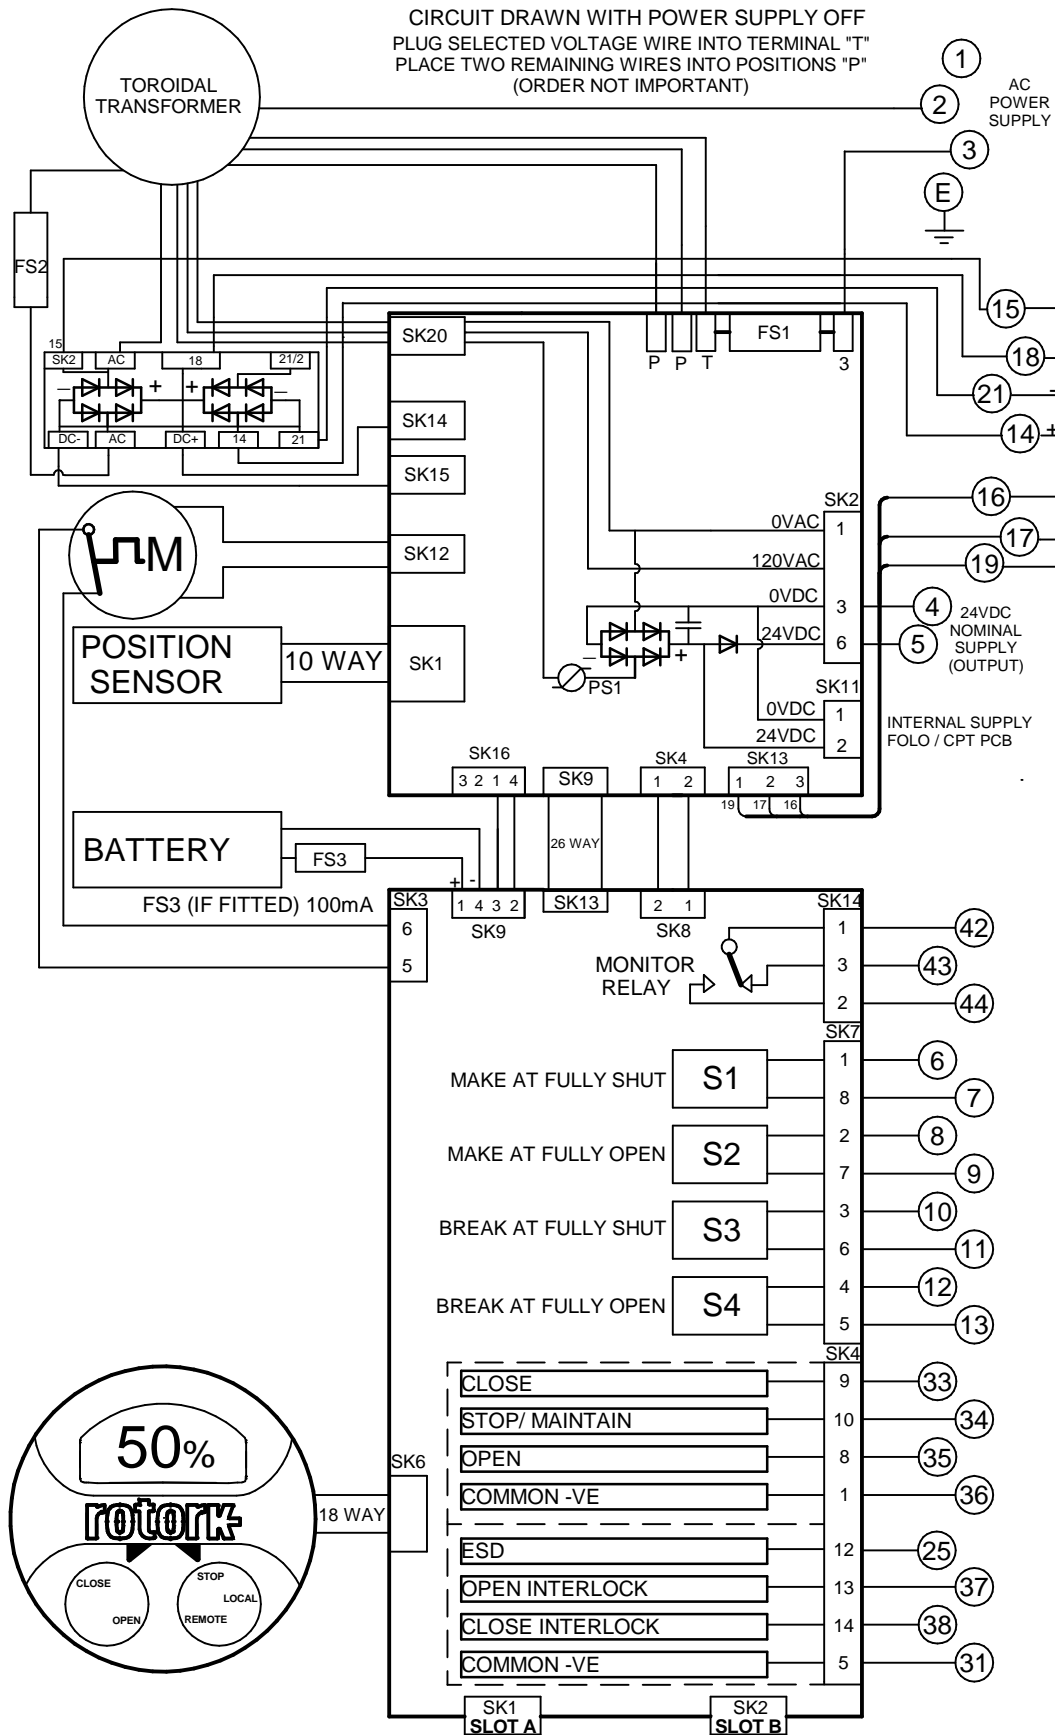 CIRCUIT DRAWN WITH POWER SUPPLY OFF
PLUG SELECTED VOLTAGE WIRE INTO TERMINAL "T"
PLACE TWO REMAINING WIRES INTO POSITIONS "P"
(ORDER NOT IMPORTANT)
TOROIDAL
TRANSFORMER
1
2
3
E
AC
POWER
SUPPLY
FS2
15
SK2 AC 18 21/2
− + + −
DC- AC DC+ 14 21
SK20
SK14
SK15
SK12
SK1
P P T FS1 3
15
18
21 -
14 +
16
17
19
M
POSITION
SENSOR
10 WAY
SK2
0VAC 1
120VAC
0VDC 3 4
24VDC 6 5
24VDC
NOMINAL
SUPPLY
(OUTPUT)
− +
PS1
SK11
0VDC 1
24VDC 2
INTERNAL SUPPLY
FOLO / CPT PCB
SK16
3 2 1 4
SK9
SK4
1 2
SK13
1 2 3
19 17 16
26 WAY
BATTERY
FS3
FS3 (IF FITTED) 100mA
+ -
SK3
6
5
1 4 3 2
SK9
SK13
2 1
SK8
SK14
MONITOR
RELAY
1 42
3 43
2 44
SK7
MAKE AT FULLY SHUT S1
1 6
8 7
MAKE AT FULLY OPEN S2
2 8
7 9
BREAK AT FULLY SHUT S3
3 10
6 11
BREAK AT FULLY OPEN S4
4 12
5 13
SK4
CLOSE 9 33
STOP/ MAINTAIN 10 34
OPEN 8 35
COMMON -VE 1 36
ESD 12 25
OPEN INTERLOCK 13 37
CLOSE INTERLOCK 14 38
COMMON -VE 5 31
50%
rotork
CLOSE
OPEN
STOP
LOCAL
REMOTE
18 WAY
SK6
SK1
SLOT A
SK2
SLOT B